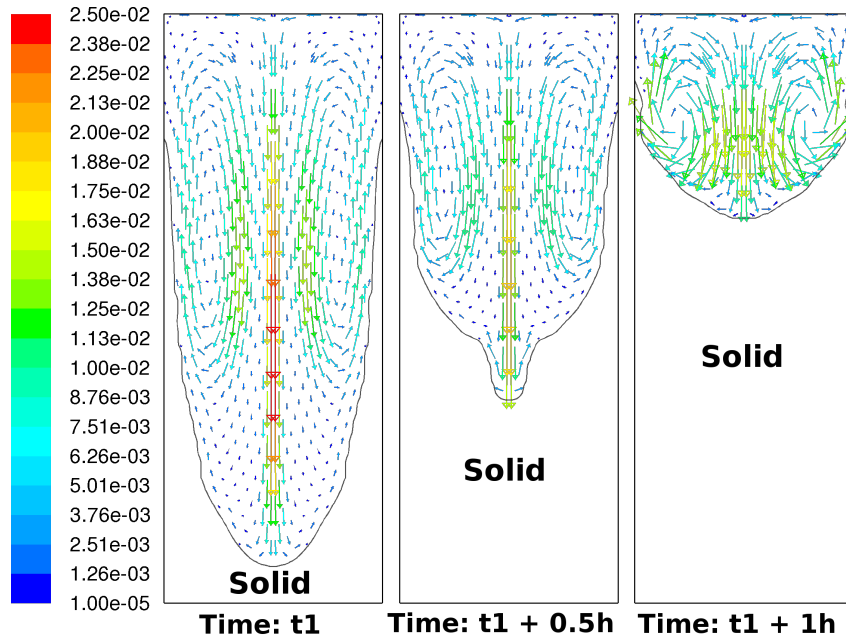 2.50e-02
2.38e-02
2.25e-02
2.13e-02
2.00e-02
1.88e-02
1.75e-02
1.63e-02
1.50e-02
1.38e-02
1.25e-02
1.13e-02
1.00e-02
8.76e-03
7.51e-03
6.26e-03
5.01e-03
3.76e-03
2.51e-03
1.26e-03
1.00e-05
Solid
Solid
Solid
Time: t1
Time: t1 + 0.5h
Time: t1 + 1h